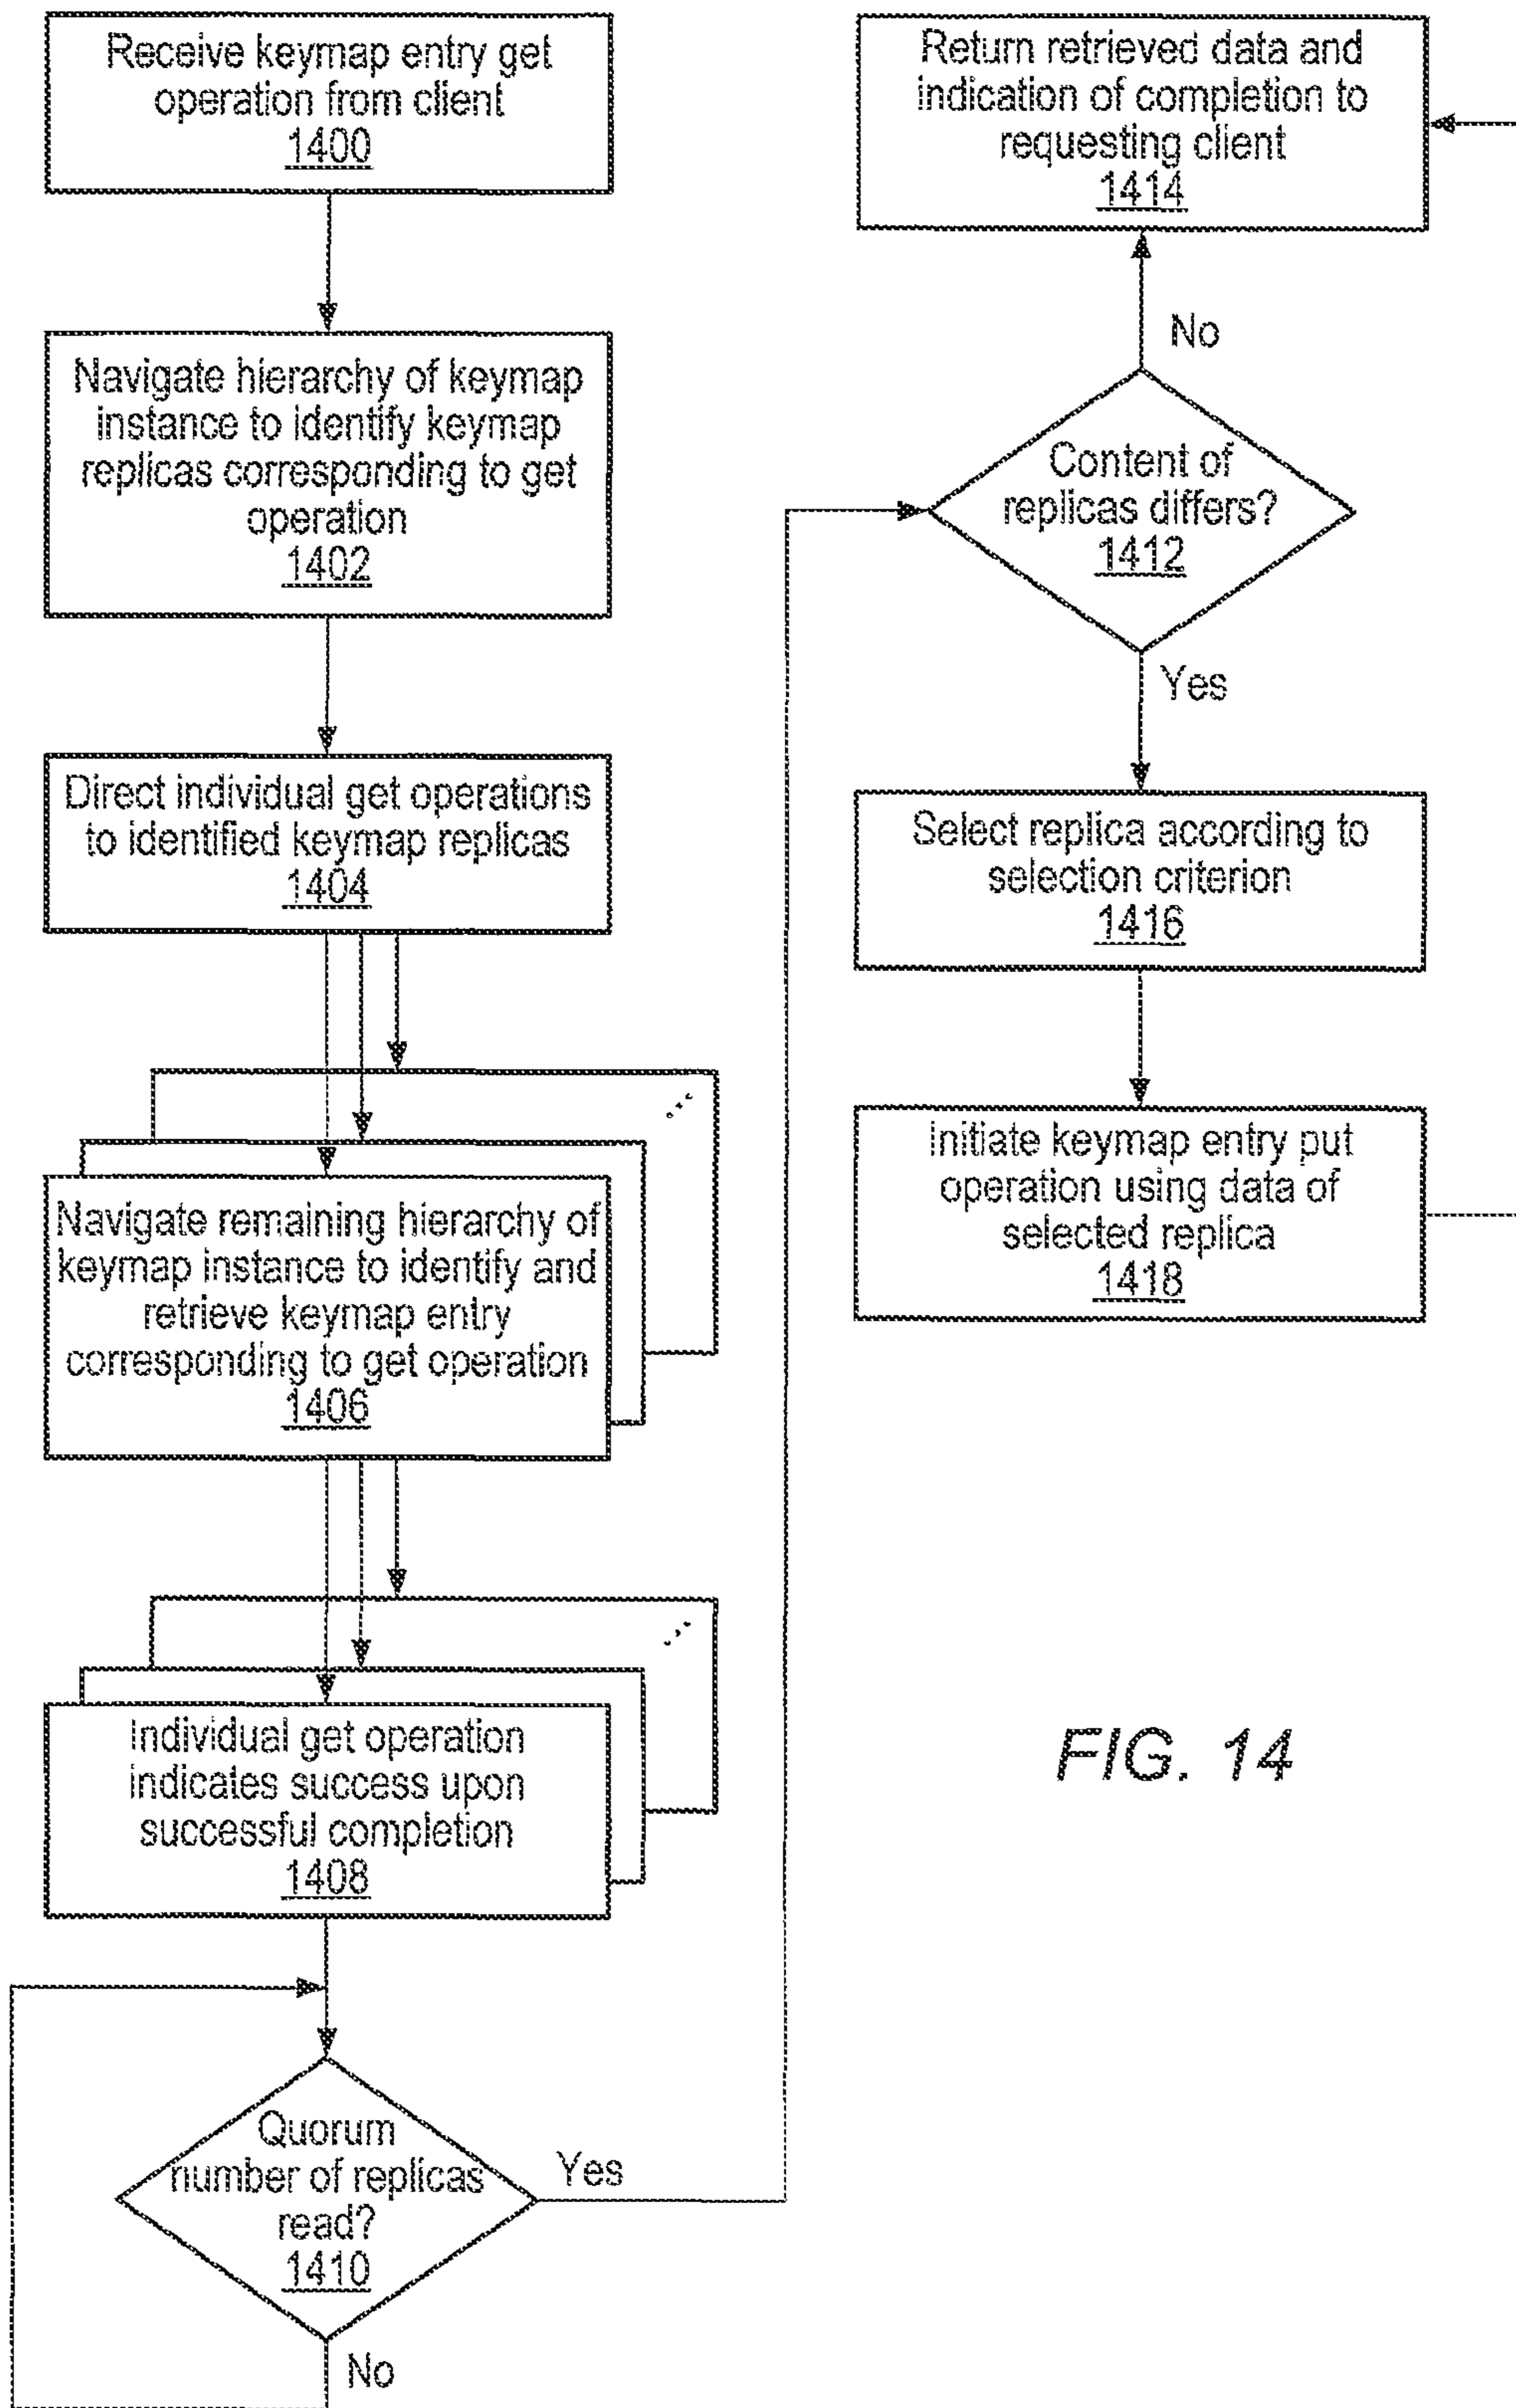 Receive keymap entry get
operation from client
1400
Navigate hierarchy of keymap
instance to identify keymap
replicas corresponding to get
operation
1402
Direct individual get operations
to identified keymap replicas
1404
...
Navigate remaining hierarchy of
keymap instance to identify and
retrieve keymap entry
corresponding to get operation
1406
...
Individual get operation
indicates success upon
successful completion
1408
Quorum
number of replicas
read?
1410
Yes
No
Return retrieved data and
indication of completion to
requesting client
1414
No
Content of
replicas differs?
1412
Yes
Select replica according to
selection criterion
1416
Initiate keymap entry put
operation using data of
selected replica
1418
FIG. 14